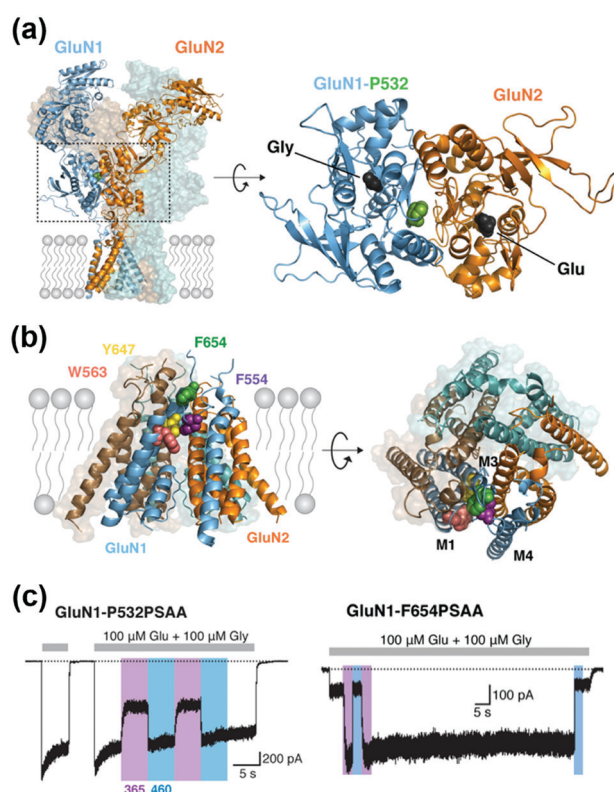 (a)
GluN1 GluN2
GluN1-P532 GluN2
Gly
Glu
(b)
Y647 F654
W563 F554
GluN1 GluN2
M3
M1 M4
(c)
GluN1-P532PSAA GluN1-F654PSAA
100 µM Glu + 100 µM Gly 100 µM Glu + 100 µM Gly
100 pA
5 s
200 pA
5 s
365 460